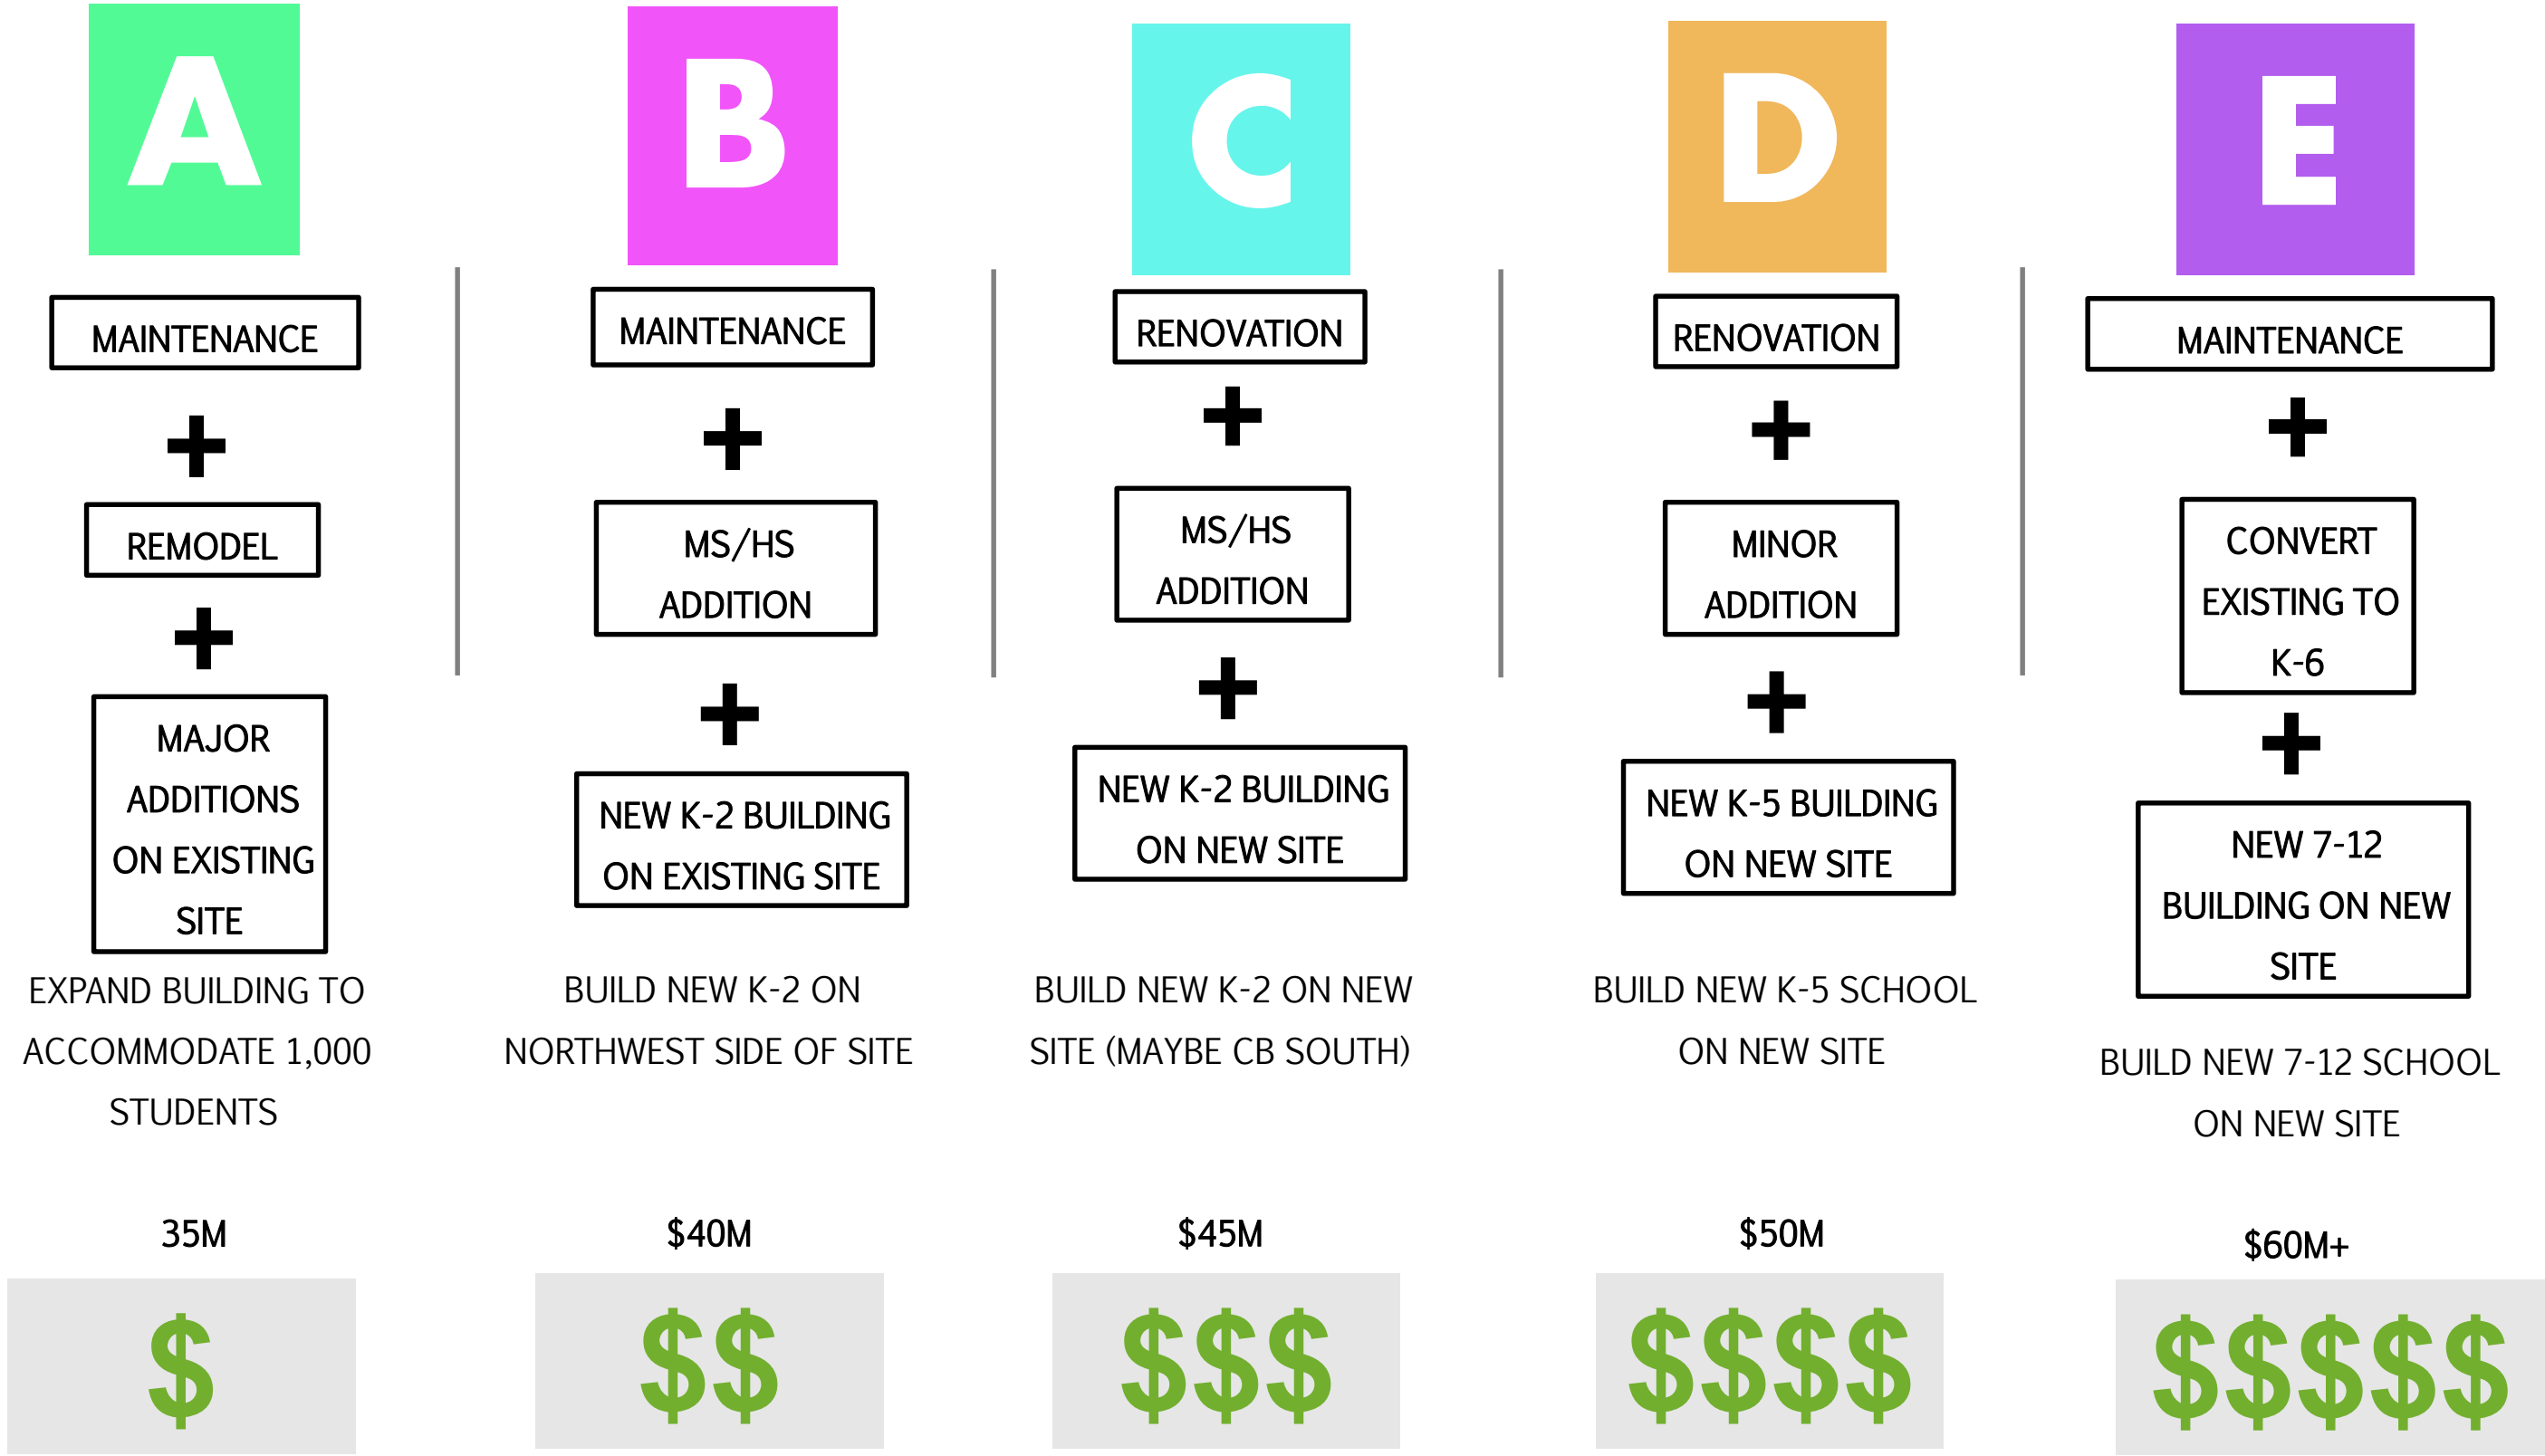 A
MAINTENANCE
+
REMODEL
+
MAJOR
ADDITIONS
ON EXISTING
SITE
EXPAND BUILDING TO
ACCOMMODATE 1,000
STUDENTS
35M
$
B
MAINTENANCE
+
MS/HS
ADDITION
+
NEW K-2 BUILDING
ON EXISTING SITE
BUILD NEW K-2 ON
NORTHWEST SIDE OF SITE
$40M
$$
C
RENOVATION
+
MS/HS
ADDITION
+
NEW K-2 BUILDING
ON NEW SITE
BUILD NEW K-2 ON NEW
SITE (MAYBE CB SOUTH)
$45M
$$$
D
RENOVATION
+
MINOR
ADDITION
+
NEW K-5 BUILDING
ON NEW SITE
BUILD NEW K-5 SCHOOL
ON NEW SITE
$50M
$$$$
E
MAINTENANCE
+
CONVERT
EXISTING TO
K-6
+
NEW 7-12
BUILDING ON NEW
SITE
BUILD NEW 7-12 SCHOOL
ON NEW SITE
$60M+
$$$$$